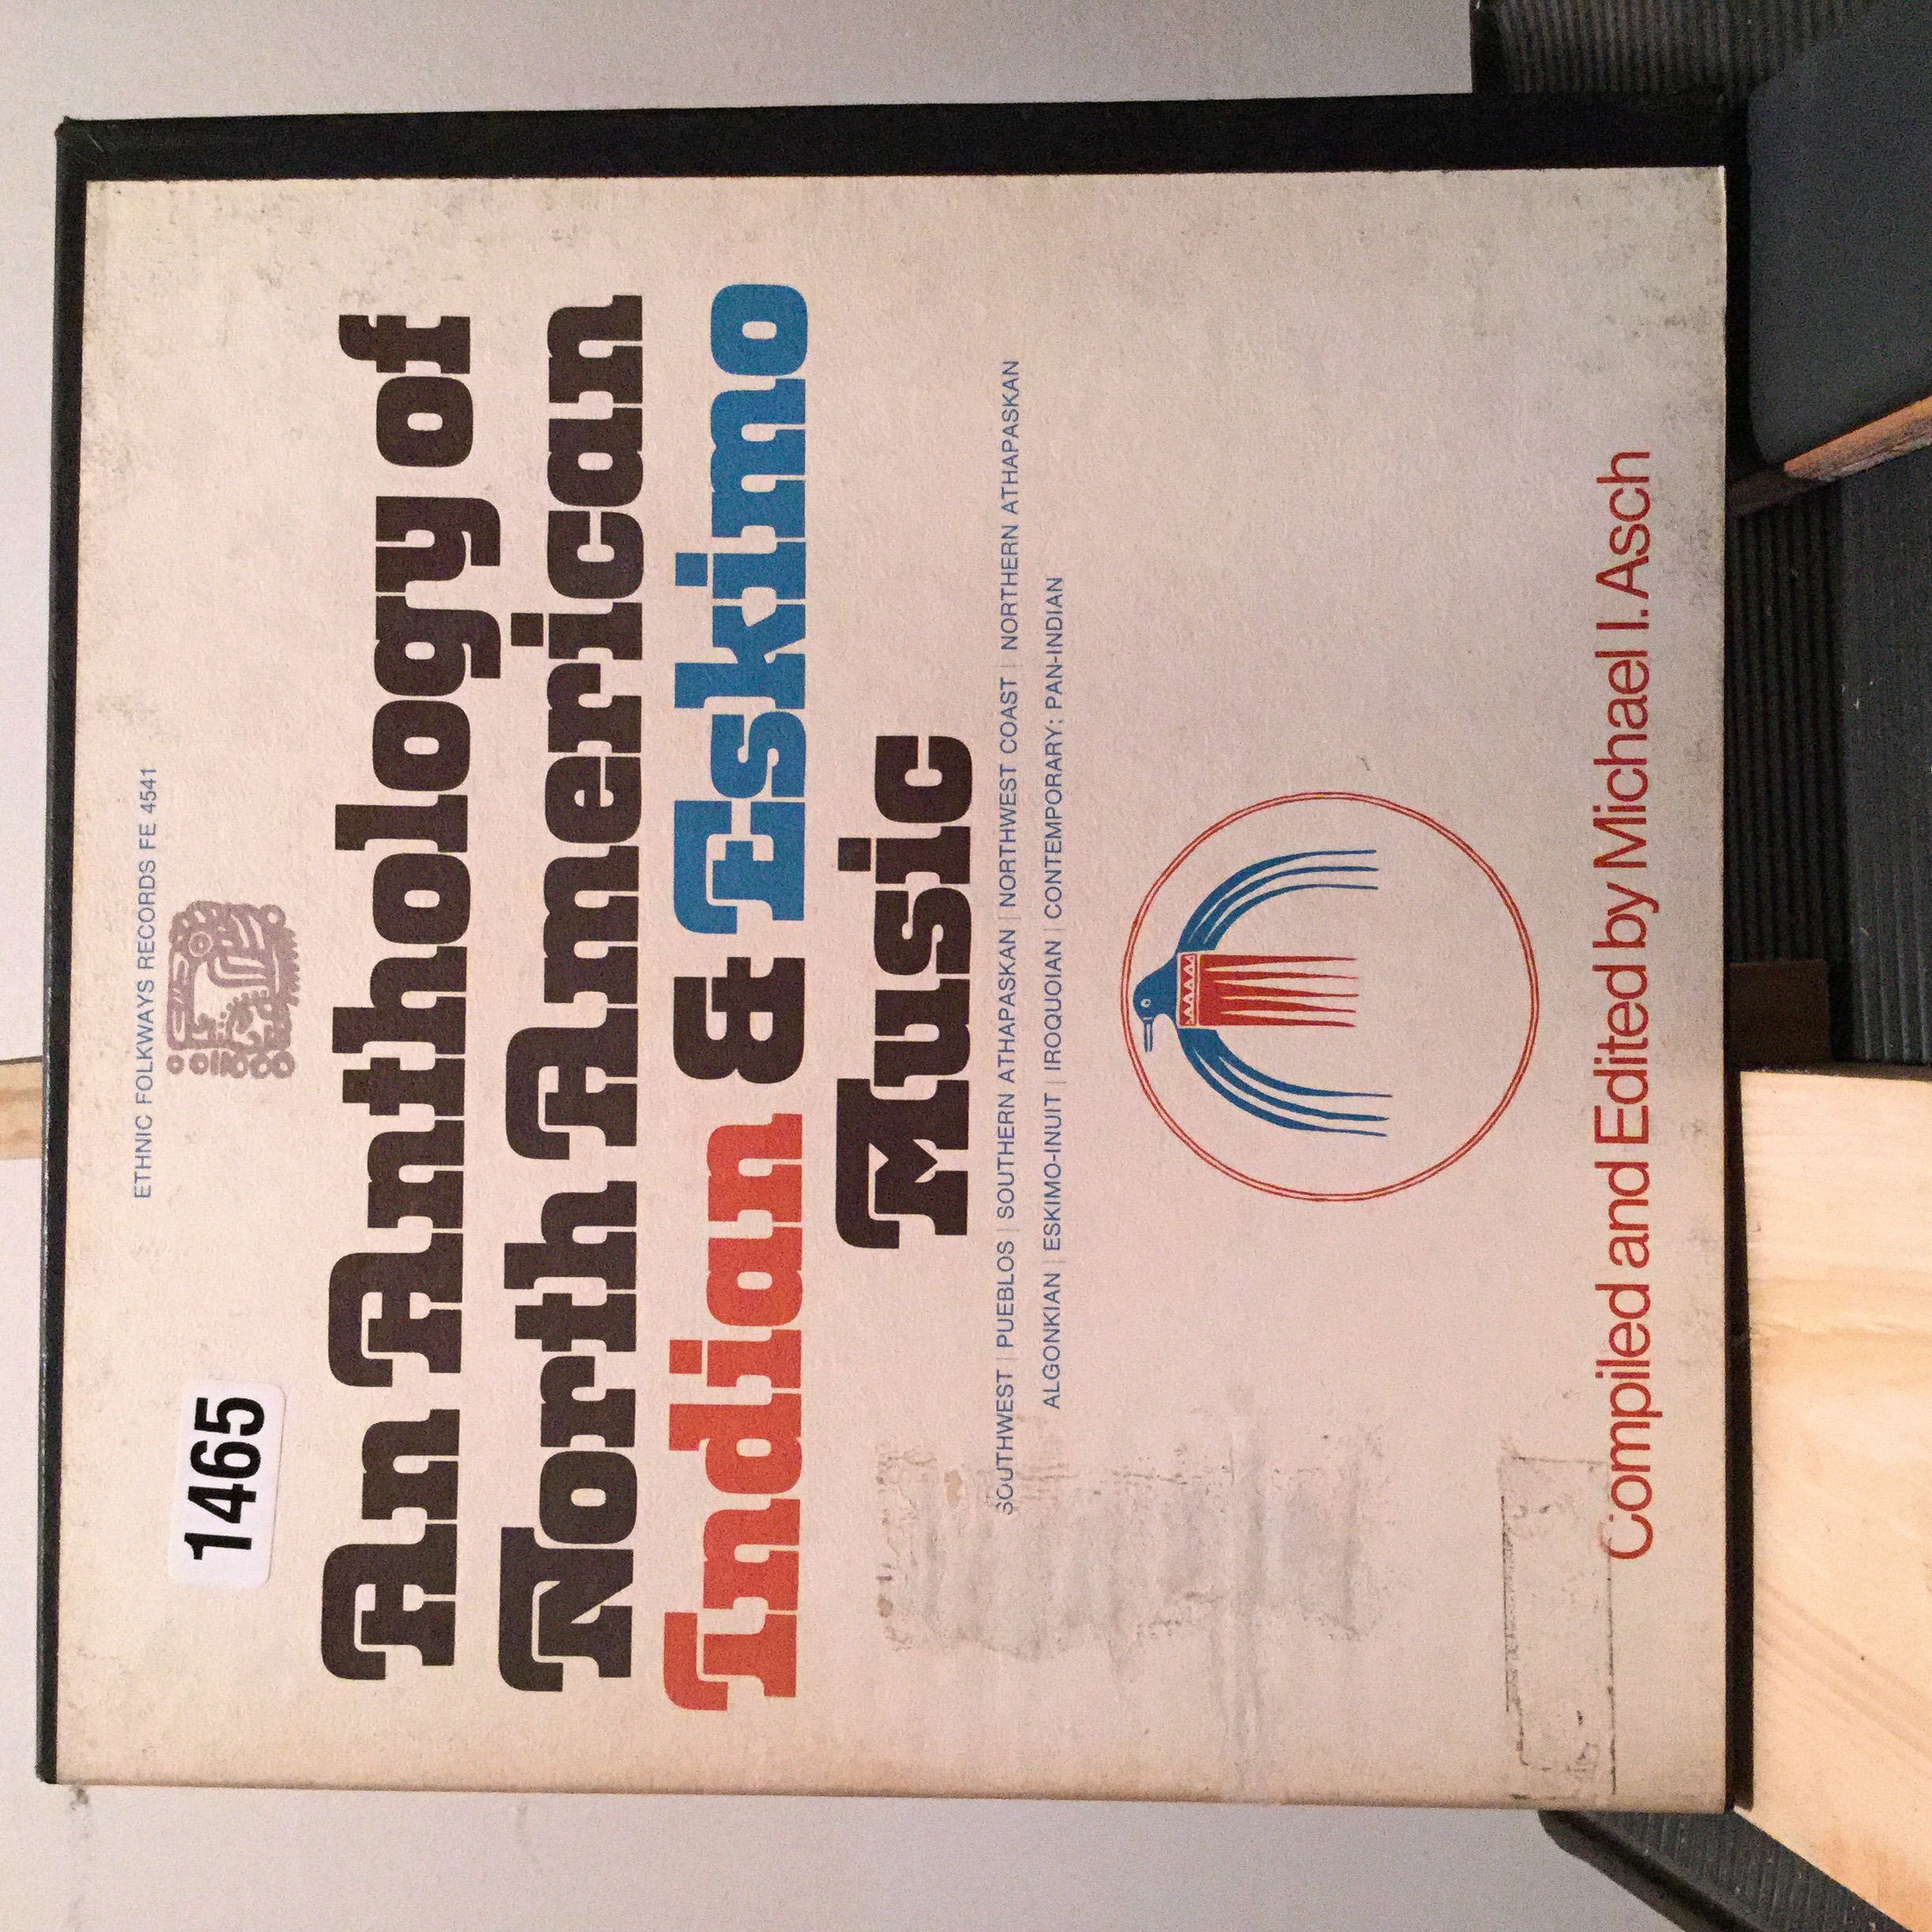 ETHNIC FOLKWAYS RECORDS FE 4541
1465
An Anthology of
North American
Indian & Eskimo
Music
SOUTHWEST | PUEBLOS | SOUTHERN ATHAPASKAN | NORTHWEST COAST | NORTHERN ATHAPASKAN
ALGONKIAN | ESKIMO-INUIT | IROQUOIAN | CONTEMPORARY: PAN-INDIAN
Compiled and Edited by Michael I. Asch